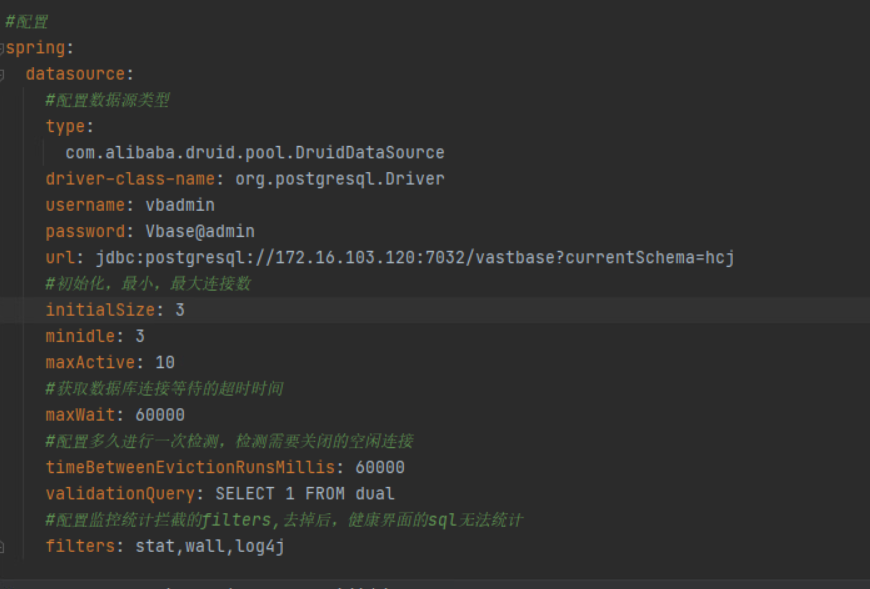 #配置
spring:
datasource:
#配置数据源类型
type:
com.alibaba.druid.pool.DruidDataSource
driver-class-name: org.postgresql.Driver
username: vbadmin
password: Vbase@admin
url: jdbc:postgresql://172.16.103.120:7032/vastbase?currentSchema=hcj
#初始化，最小，最大连接数
initialSize: 3
minidle: 3
maxActive: 10
#获取数据库连接等待的超时时间
maxWait: 60000
#配置多久进行一次检测，检测需要关闭的空闲连接
timeBetweenEvictionRunsMillis: 60000
validationQuery: SELECT 1 FROM dual
#配置监控统计拦截的filters,去掉后，健康界面的sql无法统计
filters: stat,wall,log4j